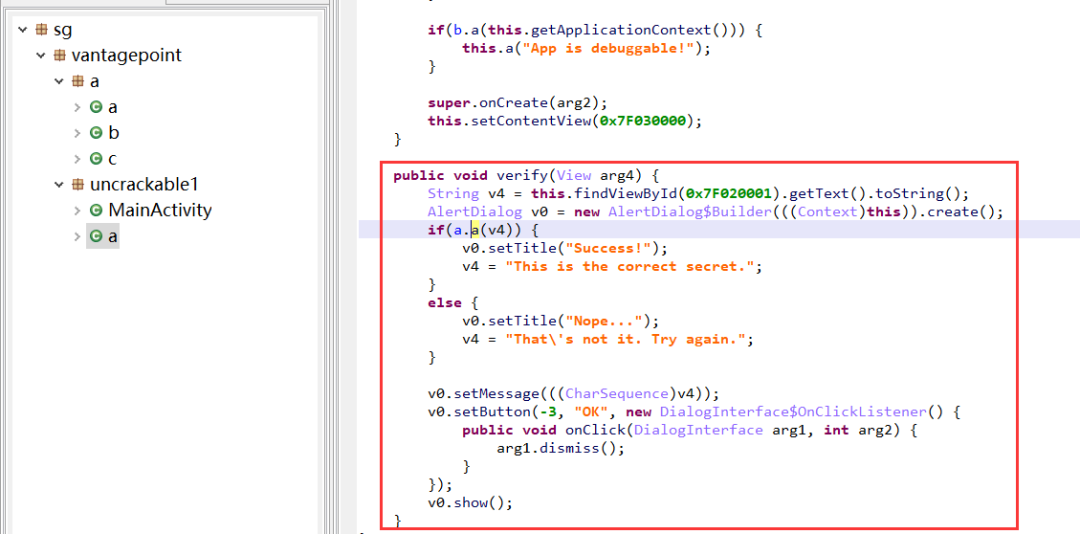 sg
vantagepoint
a
a
b
c
uncrackable1
MainActivity
a
if(b.a(this.getApplicationContext())) {
this.a("App is debuggable!");
}
super.onCreate(arg2);
this.setContentView(0x7F030000);
}
public void verify(View arg4) {
String v4 = this.findViewById(0x7F020001).getText().toString();
AlertDialog v0 = new AlertDialog$Builder(((Context)this)).create();
if(a.a(v4)) {
v0.setTitle("Success!");
v4 = "This is the correct secret.";
}
else {
v0.setTitle("Nope...");
v4 = "That\'s not it. Try again.";
}
v0.setMessage(((CharSequence)v4));
v0.setButton(-3, "OK", new DialogInterface$OnClickListener() {
public void onClick(DialogInterface arg1, int arg2) {
arg1.dismiss();
}
});
v0.show();
}